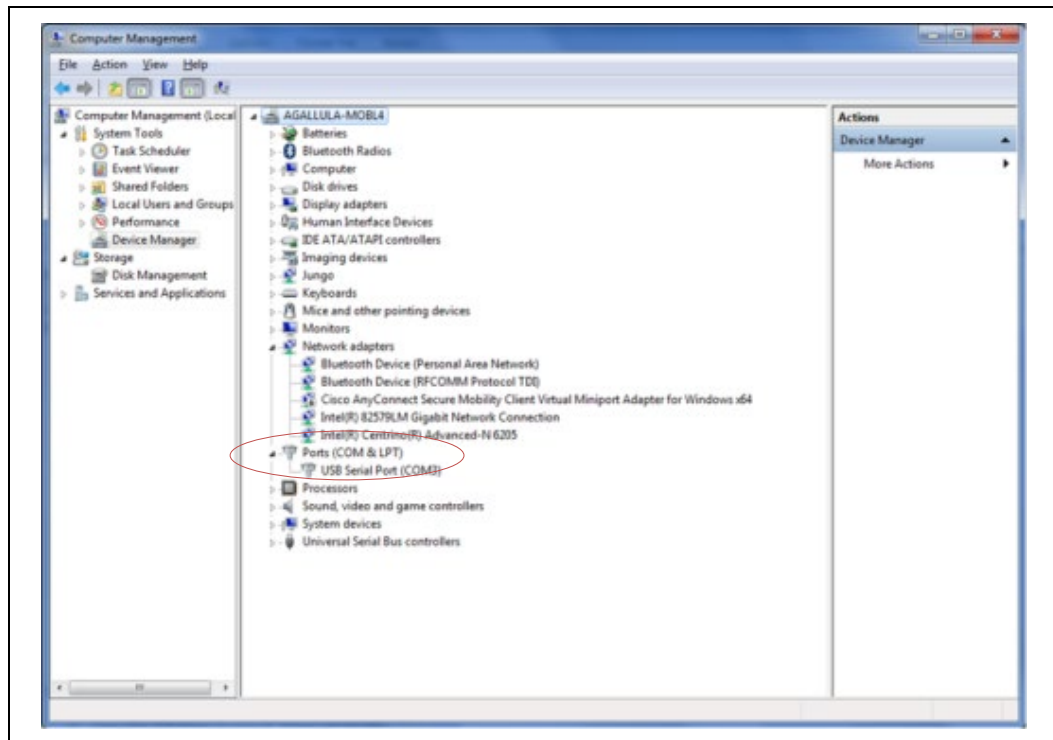 Computer Management
File Action View Help
Computer Management (Local
System Tools
Task Scheduler
Event Viewer
Shared Folders
Local Users and Groups
Performance
Device Manager
Storage
Disk Management
Services and Applications
AGALLULA-MOBL4
Batteries
Bluetooth Radios
Computer
Disk drives
Display adapters
Human Interface Devices
IDE ATA/ATAPI controllers
Imaging devices
Jungo
Keyboards
Mice and other pointing devices
Monitors
Network adapters
Bluetooth Device (Personal Area Network)
Bluetooth Device (RFCOMM Protocol TDI)
Cisco AnyConnect Secure Mobility Client Virtual Miniport Adapter for Windows x64
Intel(R) 82579LM Gigabit Network Connection
Intel(R) Centrino(R) Advanced-N 6205
Ports (COM & LPT)
USB Serial Port (COM3)
Processors
Sound, video and game controllers
System devices
Universal Serial Bus controllers
Actions
Device Manager
More Actions